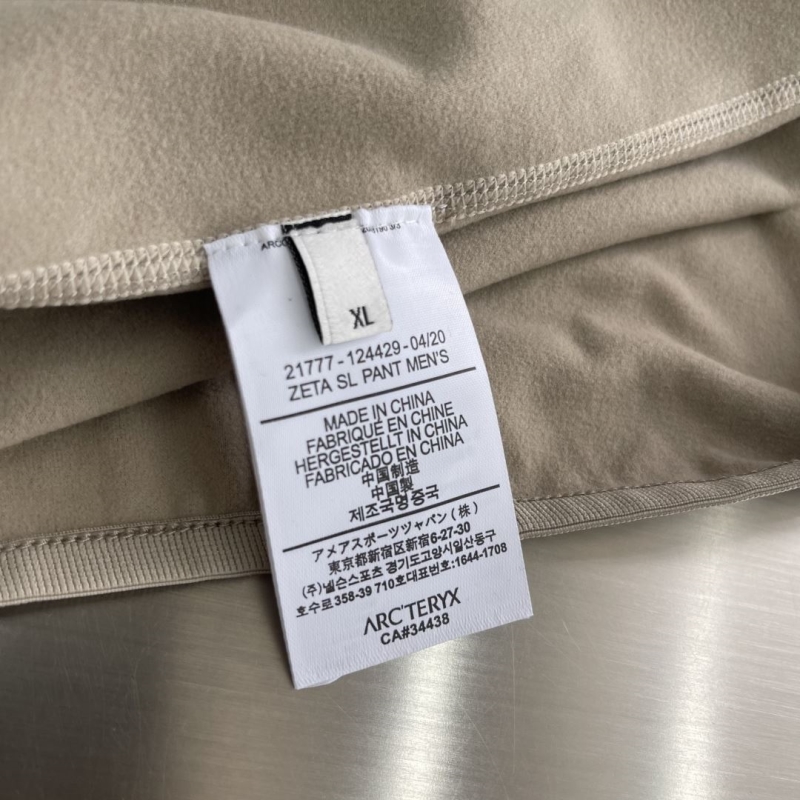 ARC
XL
21777-124429-04/20
ZETA SL PANT MEN'S
MADE IN CHINA
FABRIQUÉ EN CHINE
HERGESTELLT IN CHINA
FABRICADO EN CHINA
中国制造
中国製
제조국명중국
アメアスポーツジャパン(株)
東京都新宿区新宿6-27-30
(주)넬슨스포츠 경기도고양시일산동구
호수로358-39 710호대표번호:1644-1708
ARC'TERYX
CA#34438